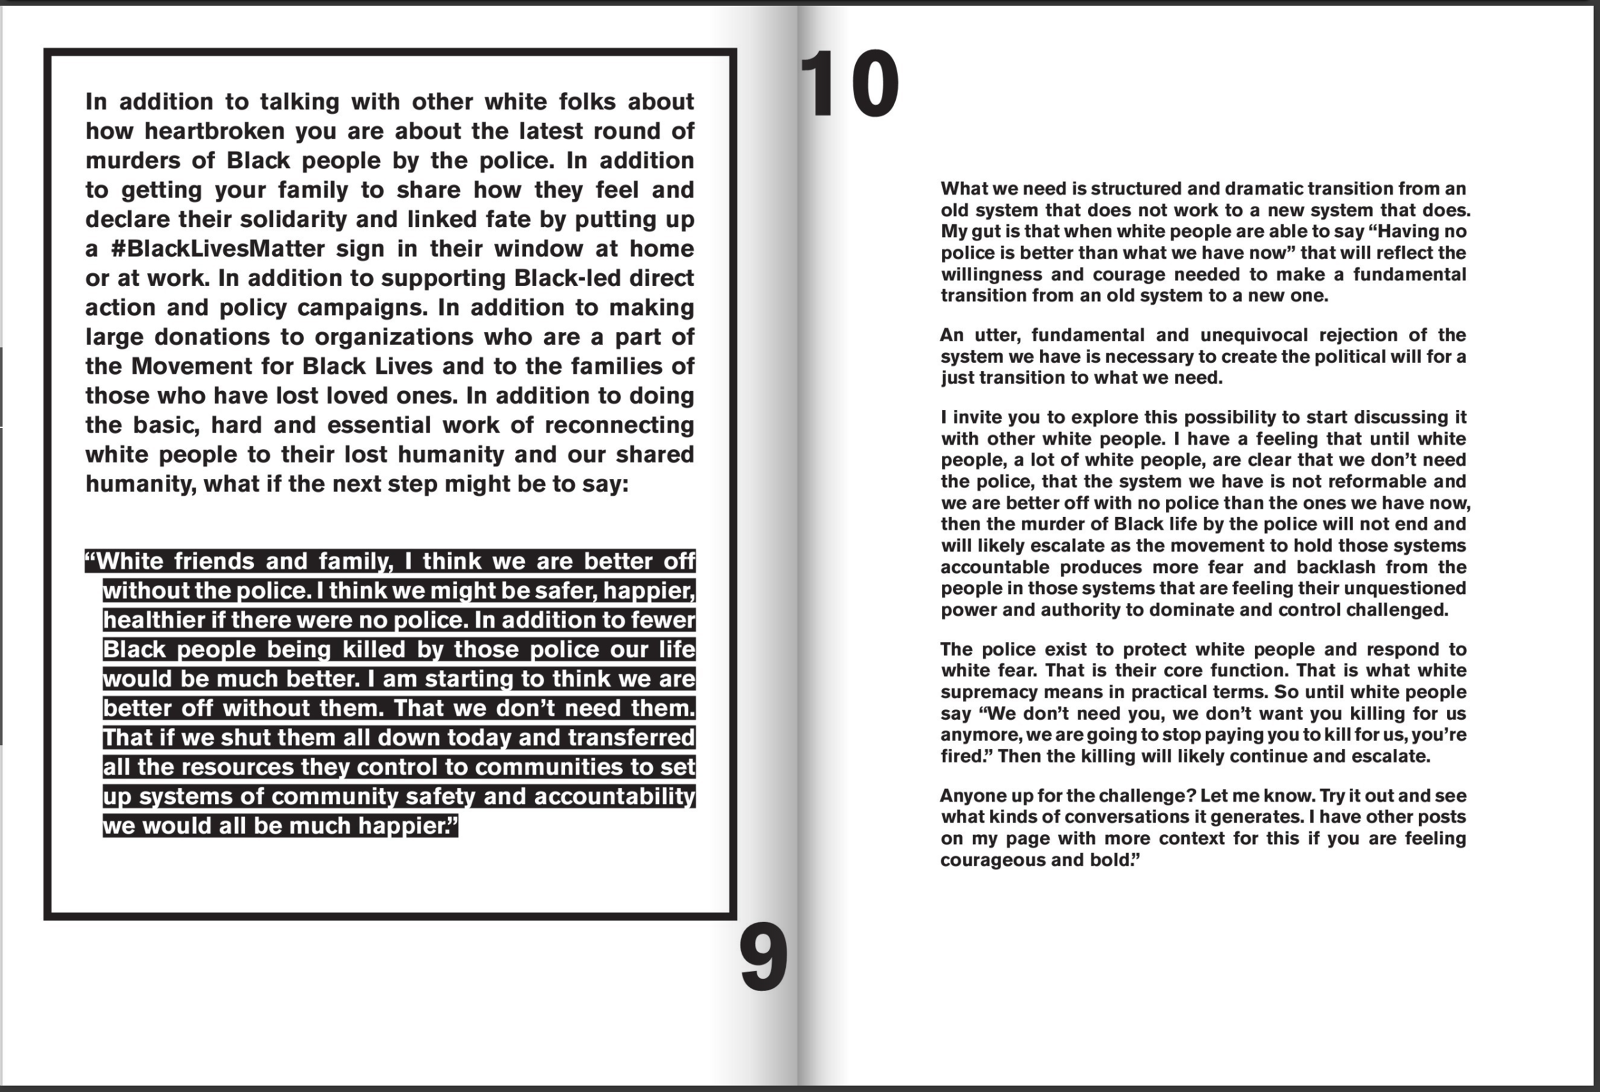 In addition to talking with other white folks about
how heartbroken you are about the latest round of
murders of Black people by the police. In addition
to getting your family to share how they feel and
declare their solidarity and linked fate by putting up
a #BlackLivesMatter sign in their window at home
or at work. In addition to supporting Black-led direct
action and policy campaigns. In addition to making
large donations to organizations who are a part of
the Movement for Black Lives and to the families of
those who have lost loved ones. In addition to doing
the basic, hard and essential work of reconnecting
white people to their lost humanity and our shared
humanity, what if the next step might be to say:
“White friends and family, I think we are better off
without the police. I think we might be safer, happier,
healthier if there were no police. In addition to fewer
Black people being killed by those police our life
would be much better. I am starting to think we are
better off without them. That we don’t need them.
That if we shut them all down today and transferred
all the resources they control to communities to set
up systems of community safety and accountability
we would all be much happier.”
9
10
What we need is structured and dramatic transition from an
old system that does not work to a new system that does.
My gut is that when white people are able to say “Having no
police is better than what we have now” that will reflect the
willingness and courage needed to make a fundamental
transition from an old system to a new one.
An utter, fundamental and unequivocal rejection of the
system we have is necessary to create the political will for a
just transition to what we need.
I invite you to explore this possibility to start discussing it
with other white people. I have a feeling that until white
people, a lot of white people, are clear that we don’t need
the police, that the system we have is not reformable and
we are better off with no police than the ones we have now,
then the murder of Black life by the police will not end and
will likely escalate as the movement to hold those systems
accountable produces more fear and backlash from the
people in those systems that are feeling their unquestioned
power and authority to dominate and control challenged.
The police exist to protect white people and respond to
white fear. That is their core function. That is what white
supremacy means in practical terms. So until white people
say “We don’t need you, we don’t want you killing for us
anymore, we are going to stop paying you to kill for us, you’re
fired.” Then the killing will likely continue and escalate.
Anyone up for the challenge? Let me know. Try it out and see
what kinds of conversations it generates. I have other posts
on my page with more context for this if you are feeling
courageous and bold.”